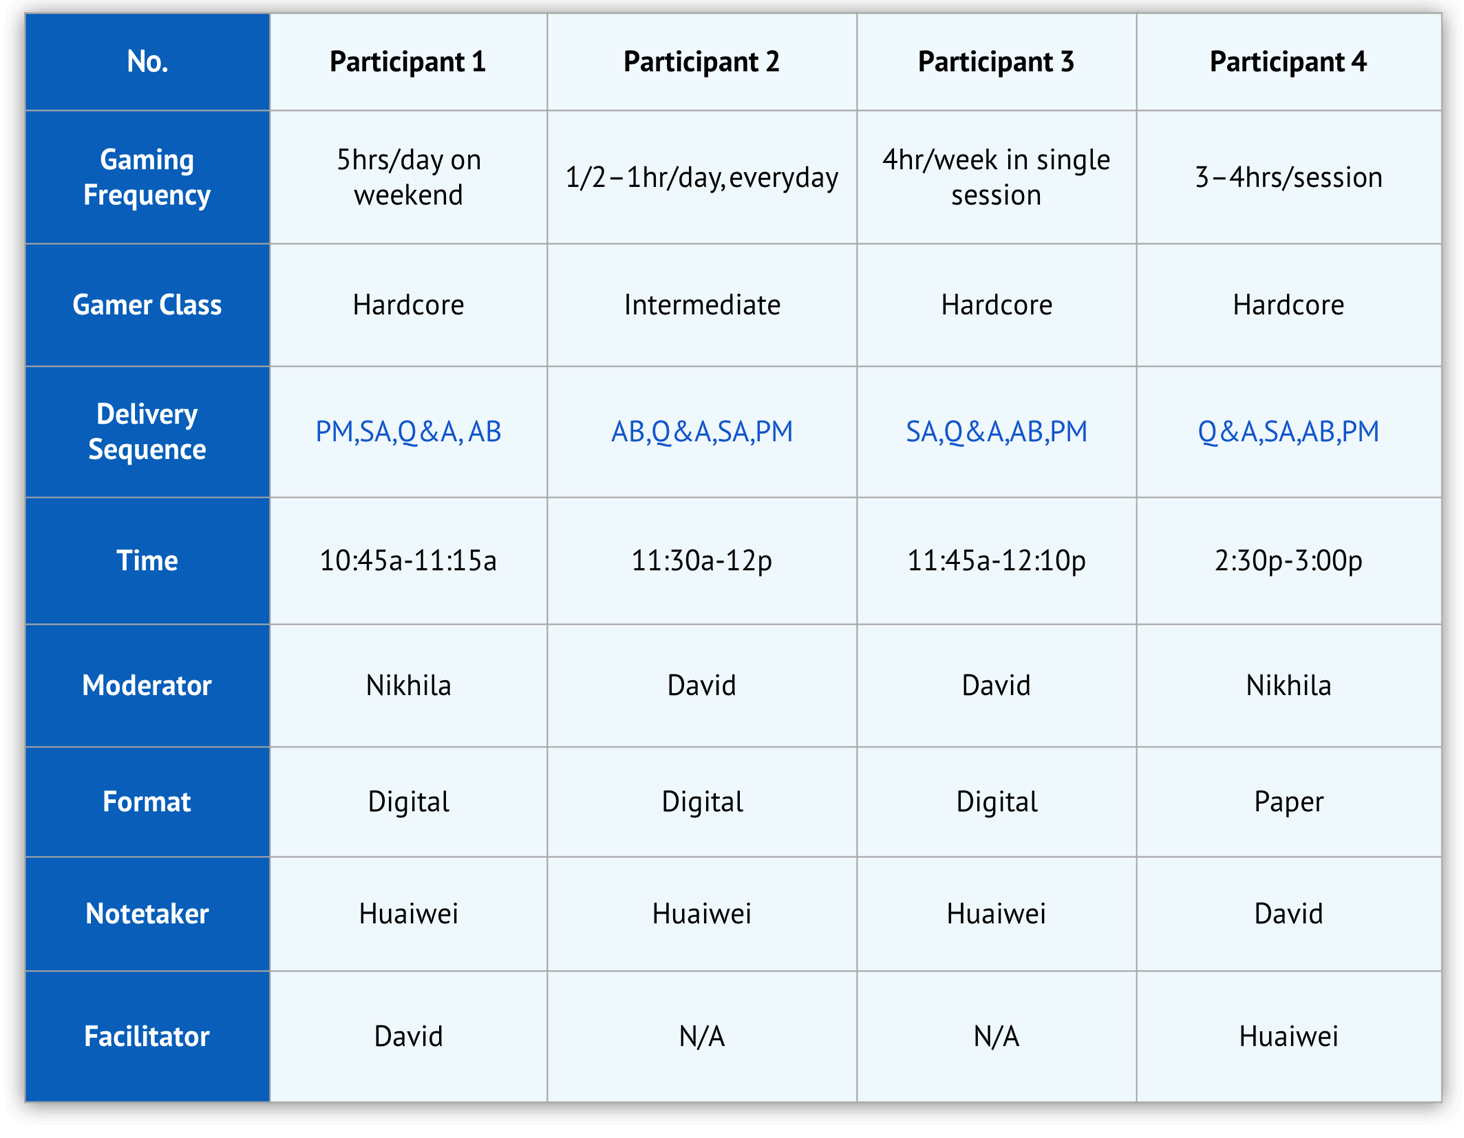 No. Participant 1 Participant 2 Participant 3 Participant 4
Gaming Frequency 5hrs/day on weekend 1/2–1hr/day, everyday 4hr/week in single session 3–4hrs/session
Gamer Class Hardcore Intermediate Hardcore Hardcore
Delivery Sequence PM,SA,Q&A, AB AB,Q&A,SA,PM SA,Q&A,AB,PM Q&A,SA,AB,PM
Time 10:45a-11:15a 11:30a-12p 11:45a-12:10p 2:30p-3:00p
Moderator Nikhila David David Nikhila
Format Digital Digital Digital Paper
Notetaker Huaiwei Huaiwei Huaiwei David
Facilitator David N/A N/A Huaiwei